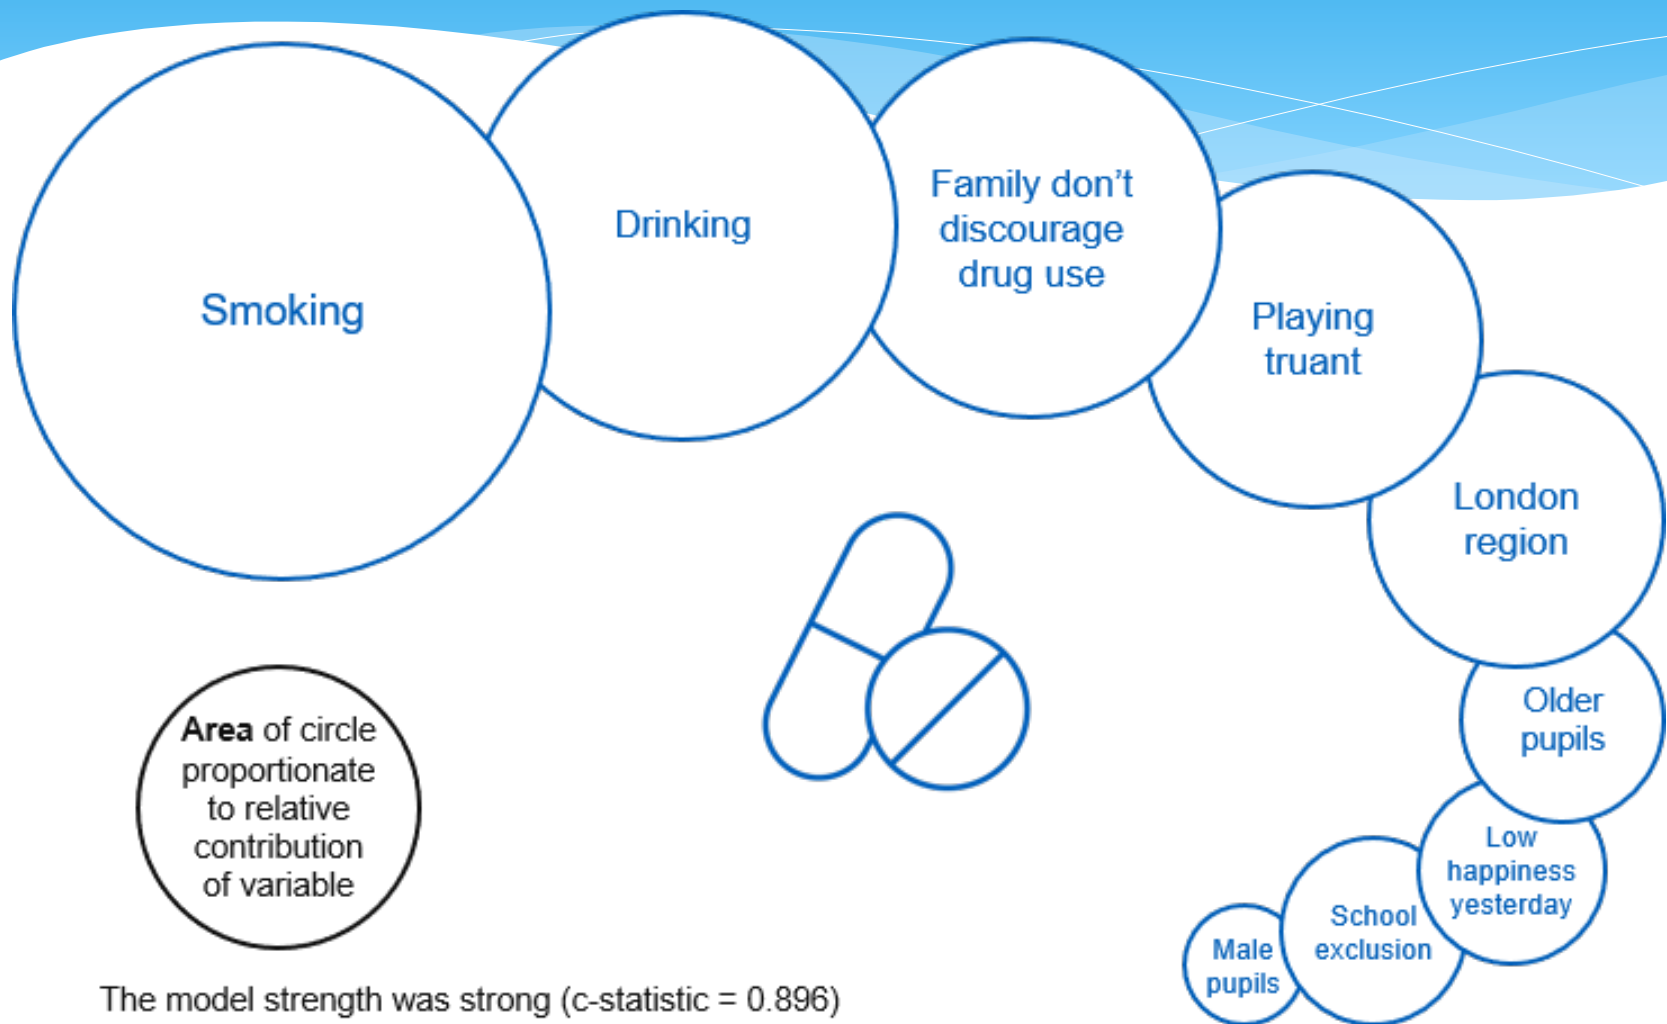 Smoking
Drinking
Family don’t
discourage
drug use
Playing
truant
London
region
Older
pupils
Low
happiness
yesterday
School
exclusion
Male
pupils
Area of circle
proportionate
to relative
contribution
of variable
The model strength was strong (c-statistic = 0.896)